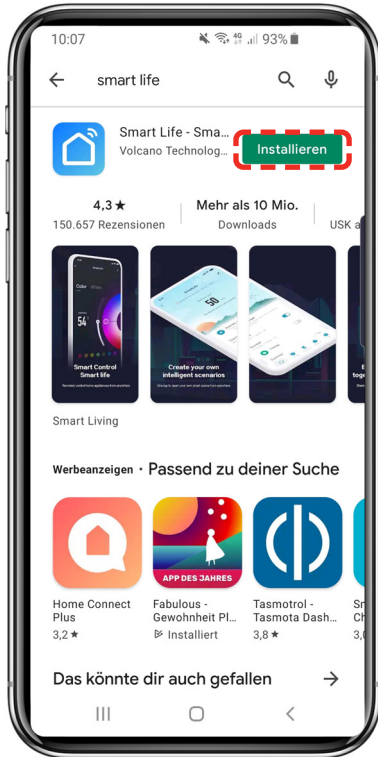 10:07
4G
93%
smart life
Smart Life - Sma...
Volcano Technolog...
Installieren
4,3★
Mehr als 10 Mio.
150.657 Rezensionen
Downloads
USK a
Color
54
Smart Control
Smart life
50
Create your own
intelligent scenarios
Smart Living
Werbeanzeigen · Passend zu deiner Suche
APP DES JAHRES
Home Connect
Plus
3,2★
Fabulous -
Gewohnheit Pl...
Installiert
Tasmotrol -
Tasmota Dash...
3,8★
Das könnte dir auch gefallen